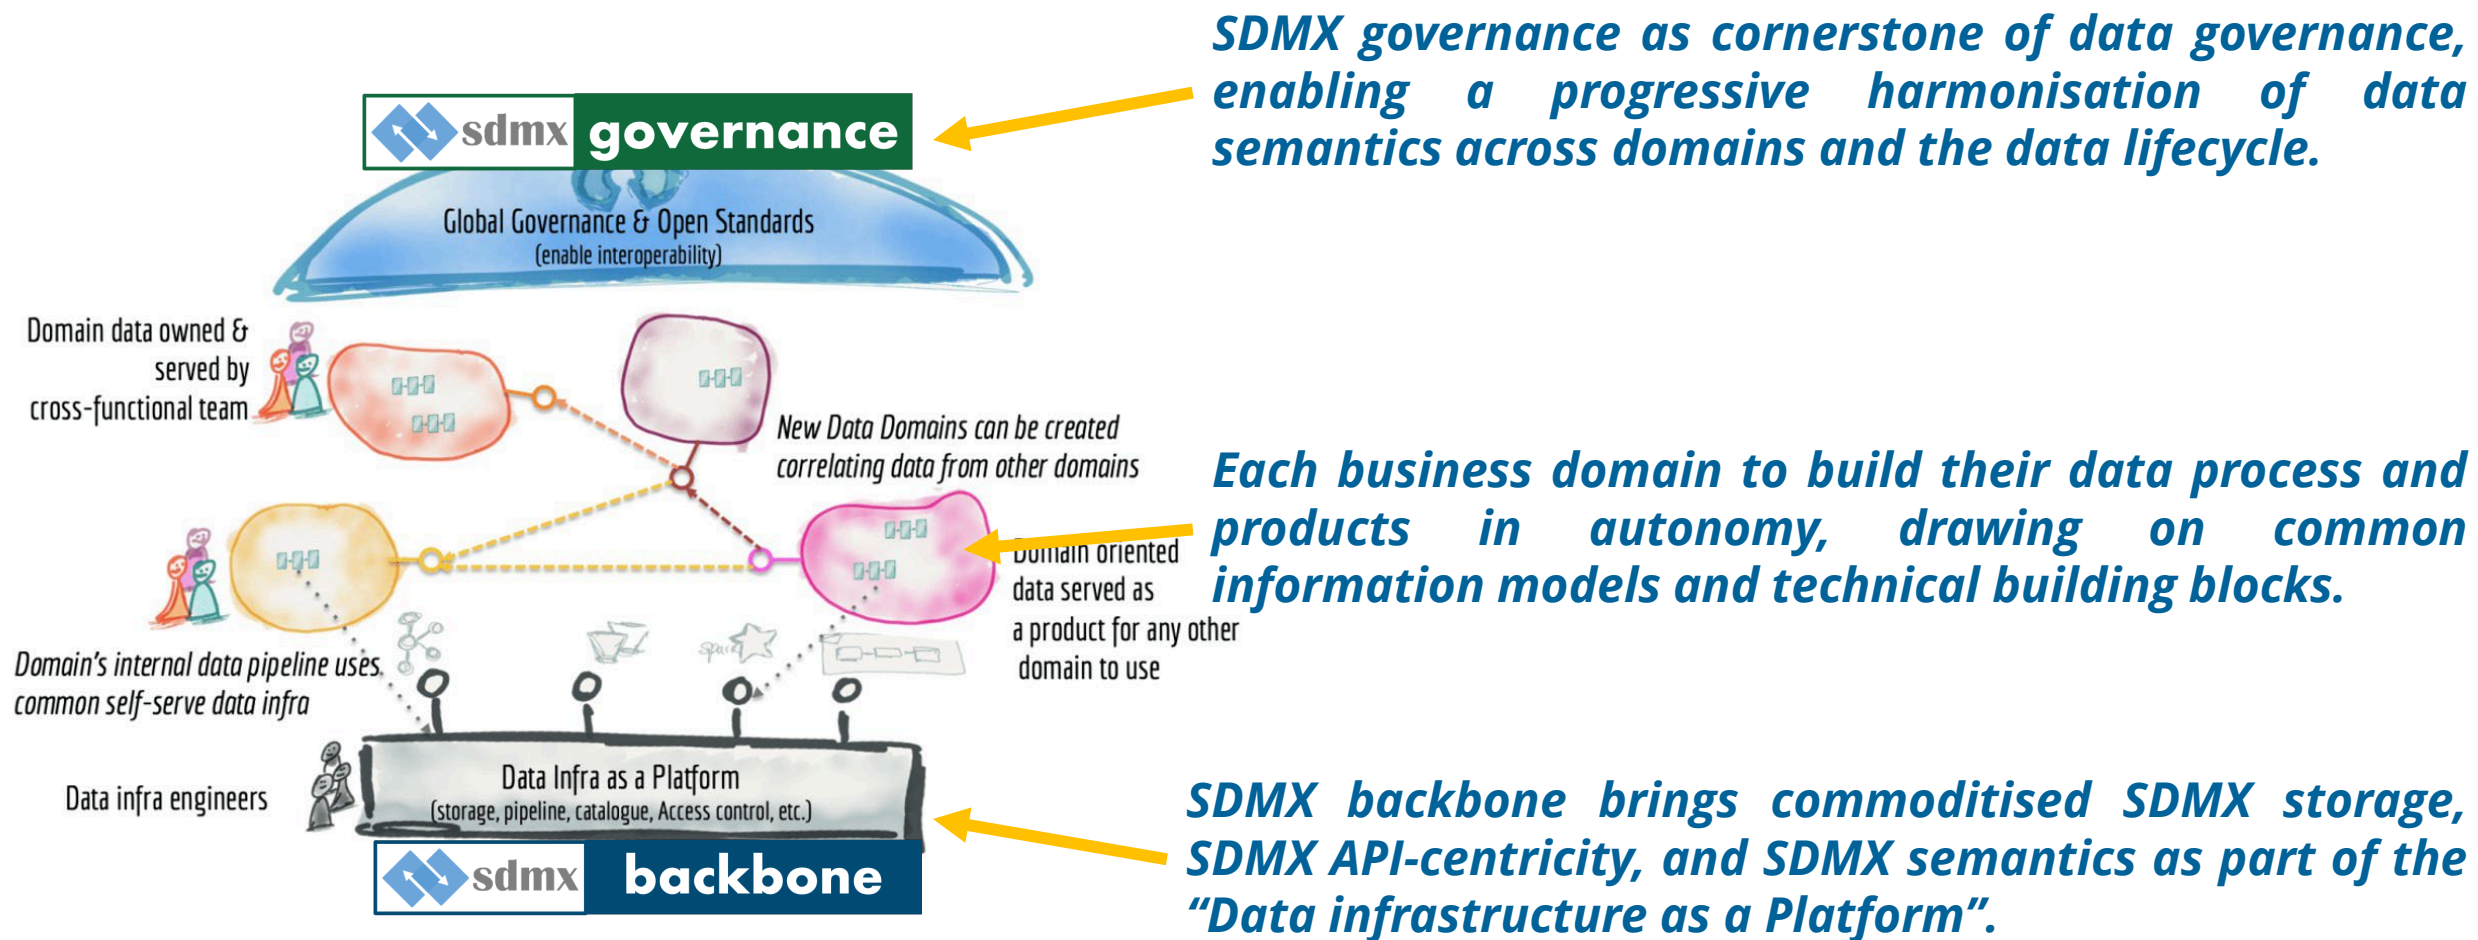 SDMX governance as cornerstone of data governance,
enabling a progressive harmonisation of data
semantics across domains and the data lifecycle.
sdmx governance
Global Governance & Open Standards
(enable interoperability)
Domain data owned &
served by
cross-functional team
New Data Domains can be created
correlating data from other domains
Each business domain to build their data process and
products in autonomy, drawing on common
information models and technical building blocks.
Domain oriented
data served as
a product for any other
domain to use
space
Domain's internal data pipeline uses
common self-serve data infra
Data infra engineers
Data Infra as a Platform
(storage, pipeline, catalogue, Access control, etc.)
sdmx backbone
SDMX backbone brings commoditised SDMX storage,
SDMX API-centricity, and SDMX semantics as part of the
“Data infrastructure as a Platform”.